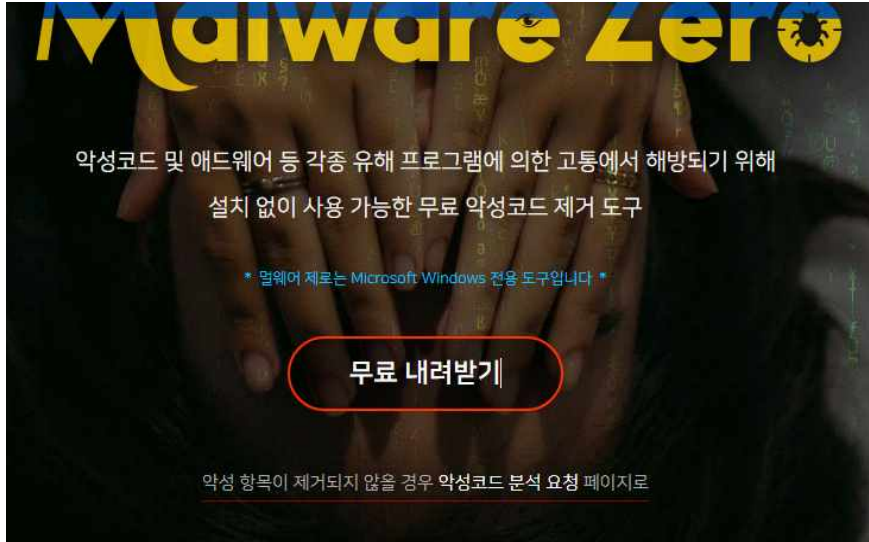 Malware Zero
악성코드 및 애드웨어 등 각종 유해 프로그램에 의한 고통에서 해방되기 위해
설치 없이 사용 가능한 무료 악성코드 제거 도구
* 멀웨어 제로는 Microsoft Windows 전용 도구입니다 *
무료 내려받기
악성 항목이 제거되지 않을 경우 악성코드 분석 요청 페이지로